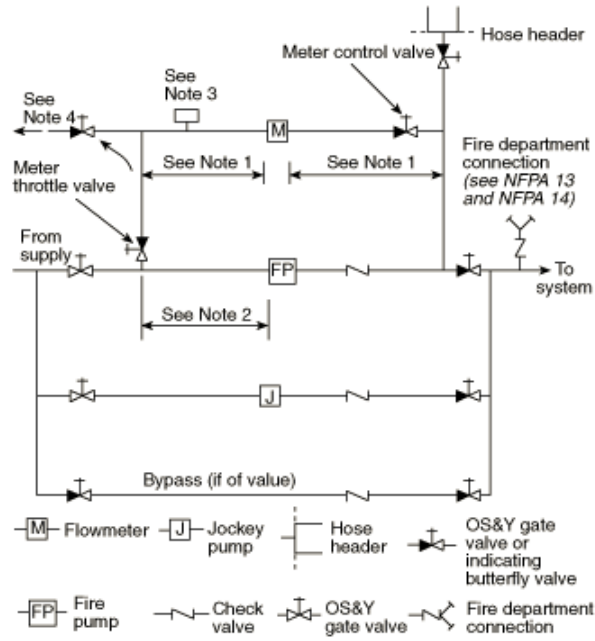 Hose header
Meter control valve
See
Note 3
See
Note 4
M
See Note 1
See Note 1
Fire department
connection
(see NFPA 13
and NFPA 14)
Meter
throttle valve
From
supply
FP
To
system
See Note 2
J
Bypass (if of value)
M
Flowmeter
J
Jockey
pump
Hose
header
OS&Y gate
valve or
indicating
butterfly valve
FP
Fire
pump
Check
valve
OS&Y
gate valve
Fire department
connection